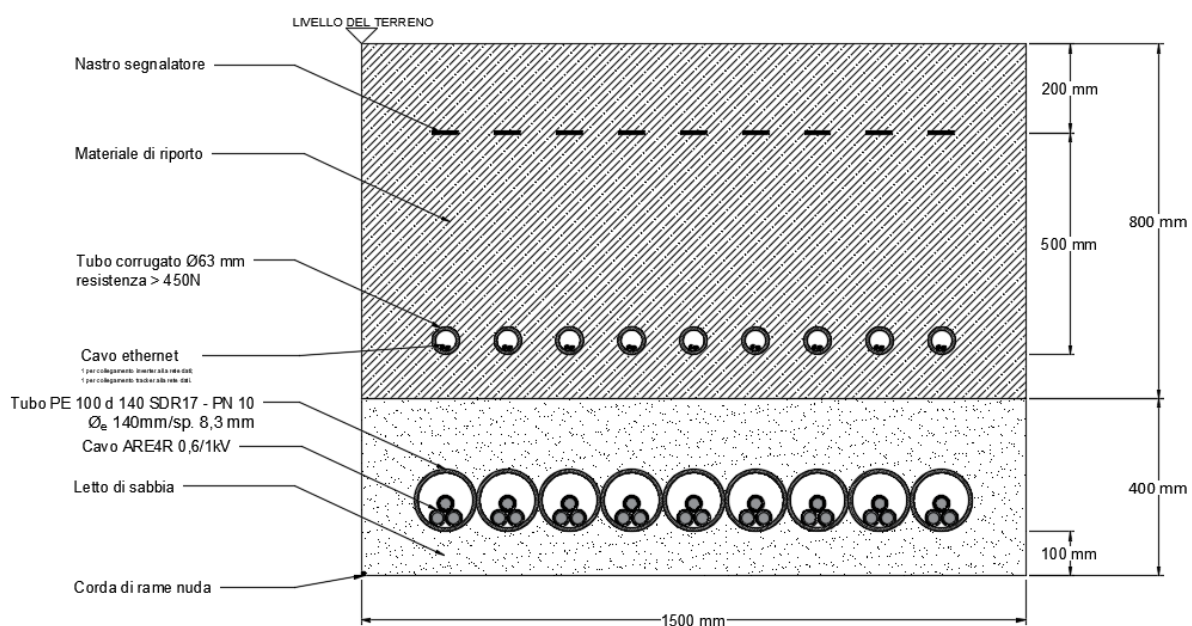 LIVELLO DEL TERRENO
Nastro segnalatore
200 mm
Materiale di riporto
500 mm
800 mm
Tubo corrugato Ø63 mm
resistenza > 450N
Cavo ethernet
1 per collegamento inverter alla rete dati;
1 per collegamento tracker alla rete dati.
Tubo PE 100 d 140 SDR17 - PN 10
Øe 140mm/sp. 8,3 mm
Cavo ARE4R 0,6/1kV
Letto di sabbia
400 mm
100 mm
Corda di rame nuda
1500 mm